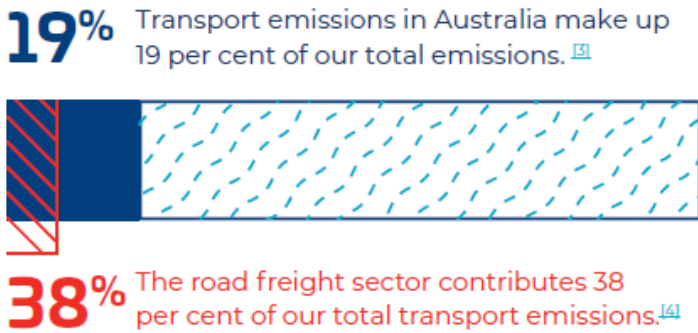 19% Transport emissions in Australia make up
19 per cent of our total emissions. [3]
38% The road freight sector contributes 38
per cent of our total transport emissions.[4]